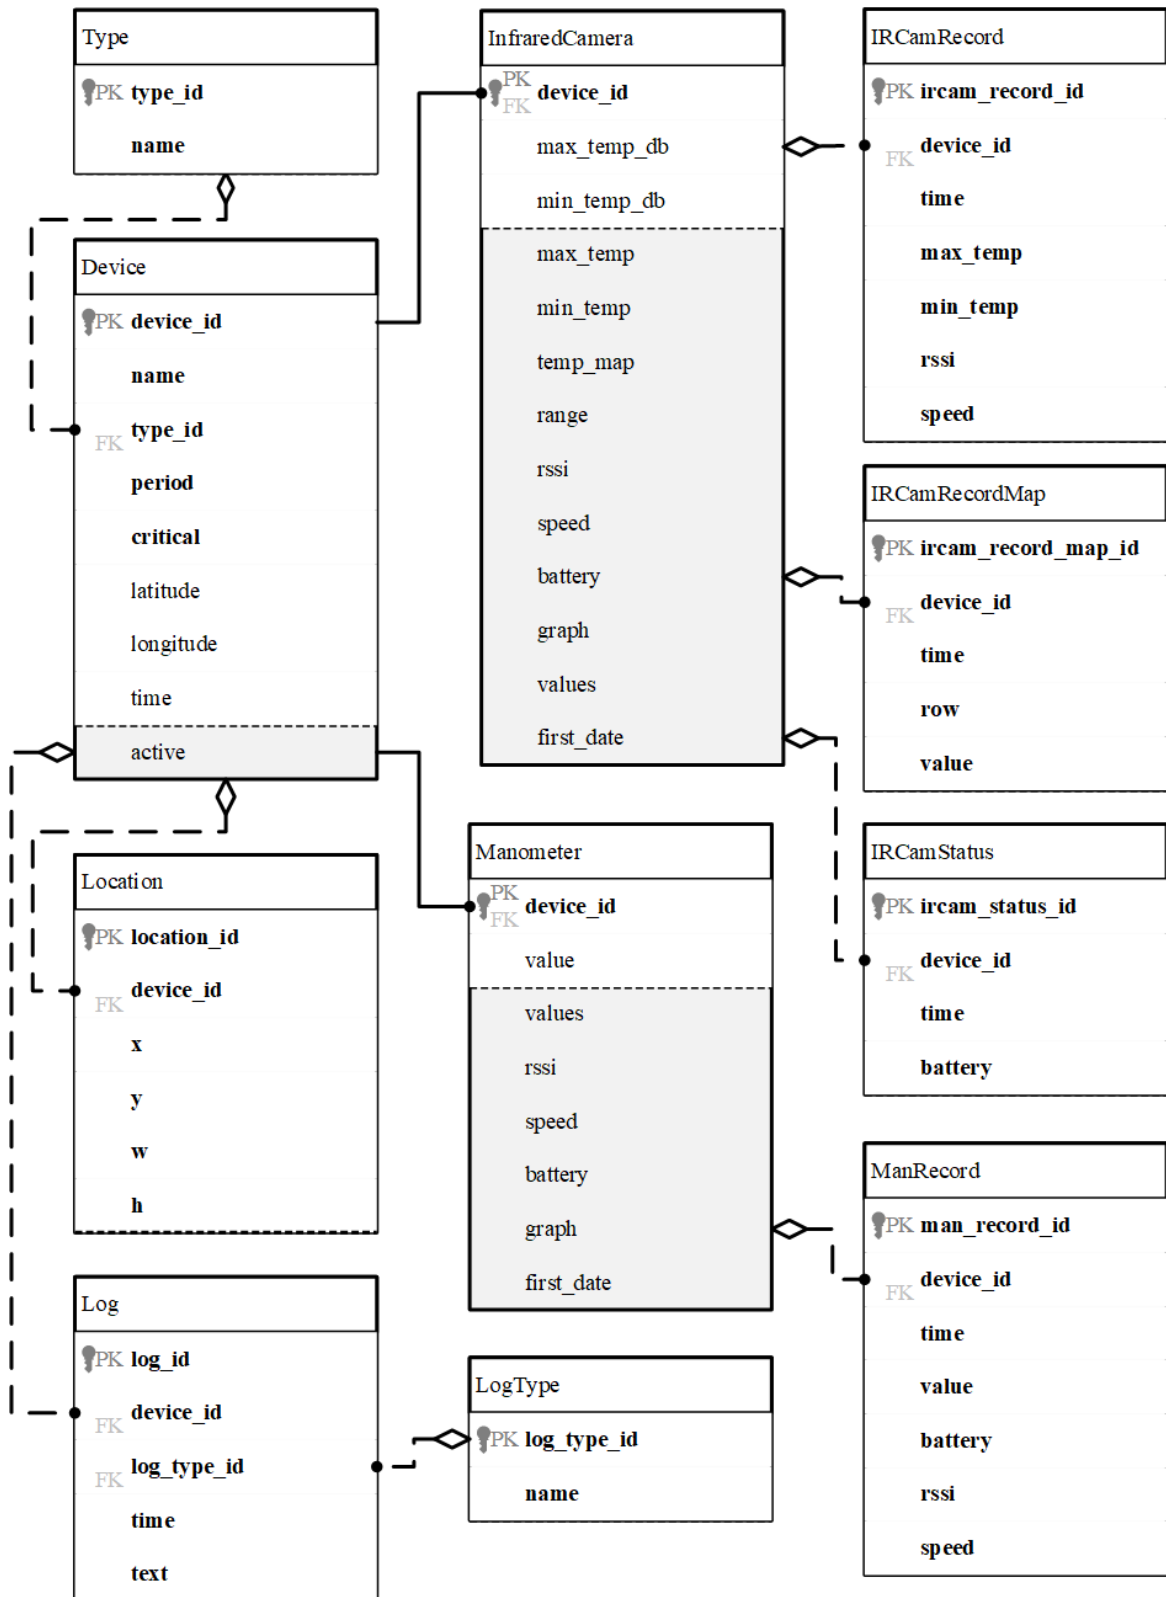 Type
PK type_id
name
Device
PK device_id
name
FK type_id
period
critical
latitude
longitude
time
active
Location
PK location_id
FK device_id
x
y
w
h
Log
PK log_id
FK device_id
FK log_type_id
time
text
InfraredCamera
PK
FK device_id
max_temp_db
min_temp_db
max_temp
min_temp
temp_map
range
rssi
speed
battery
graph
values
first_date
Manometer
PK
FK device_id
value
values
rssi
speed
battery
graph
first_date
LogType
PK log_type_id
name
IRCamRecord
PK ircam_record_id
FK device_id
time
max_temp
min_temp
rssi
speed
IRCamRecordMap
PK ircam_record_map_id
FK device_id
time
row
value
IRCamStatus
PK ircam_status_id
FK device_id
time
battery
ManRecord
PK man_record_id
FK device_id
time
value
battery
rssi
speed